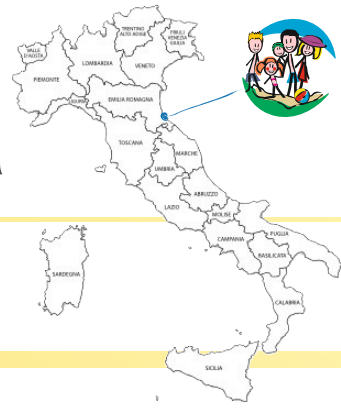 TRENTINO
ALTO ADIGE
FRIULI
VENEZIA
GIULIA
VALLE
D'AOSTA
LOMBARDIA
VENETO
PIEMONTE
LIGURIA
EMILIA ROMAGNA
TOSCANA
MARCHE
UMBRIA
ABRUZZO
LAZIO
MOLISE
CAMPANIA
PUGLIA
BASILICATA
SARDEGNA
CALABRIA
SICILIA